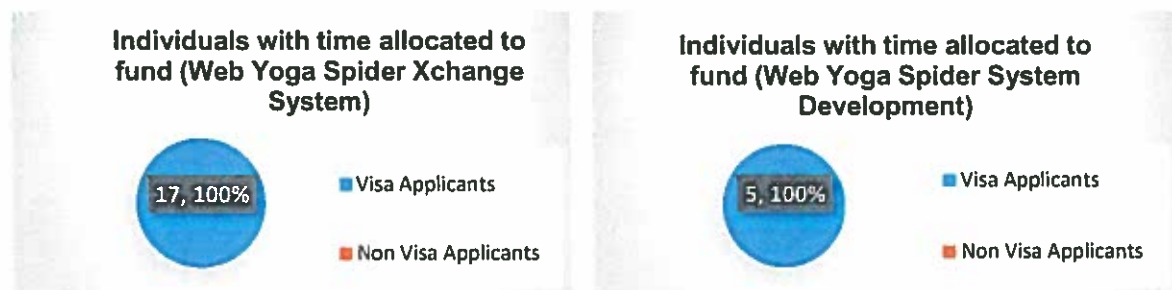 Individuals with time allocated to
fund (Web Yoga Spider Xchange
System)
17, 100%
Visa Applicants
Non Visa Applicants
Individuals with time allocated to
fund (Web Yoga Spider System
Development)
5, 100%
Visa Applicants
Non Visa Applicants